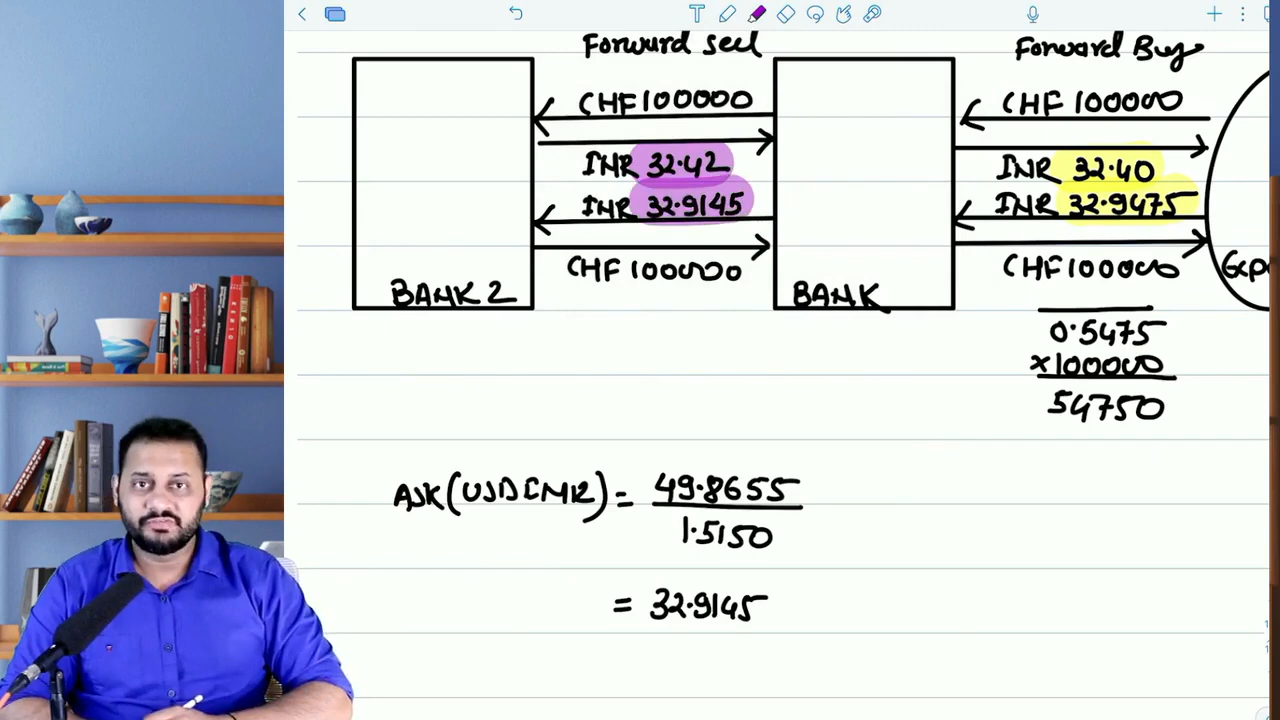 Forward Sell
Forward Buy
CHF 100000
CHF 100000
INR 32.42
INR 32.40
INR 32.9145
INR 32.9475
CHF 100000
CHF 100000
BANK 2
BANK
0.5475
×100000
54750
ASK (USDINR) = 49.8655
1.5150
= 32.9145